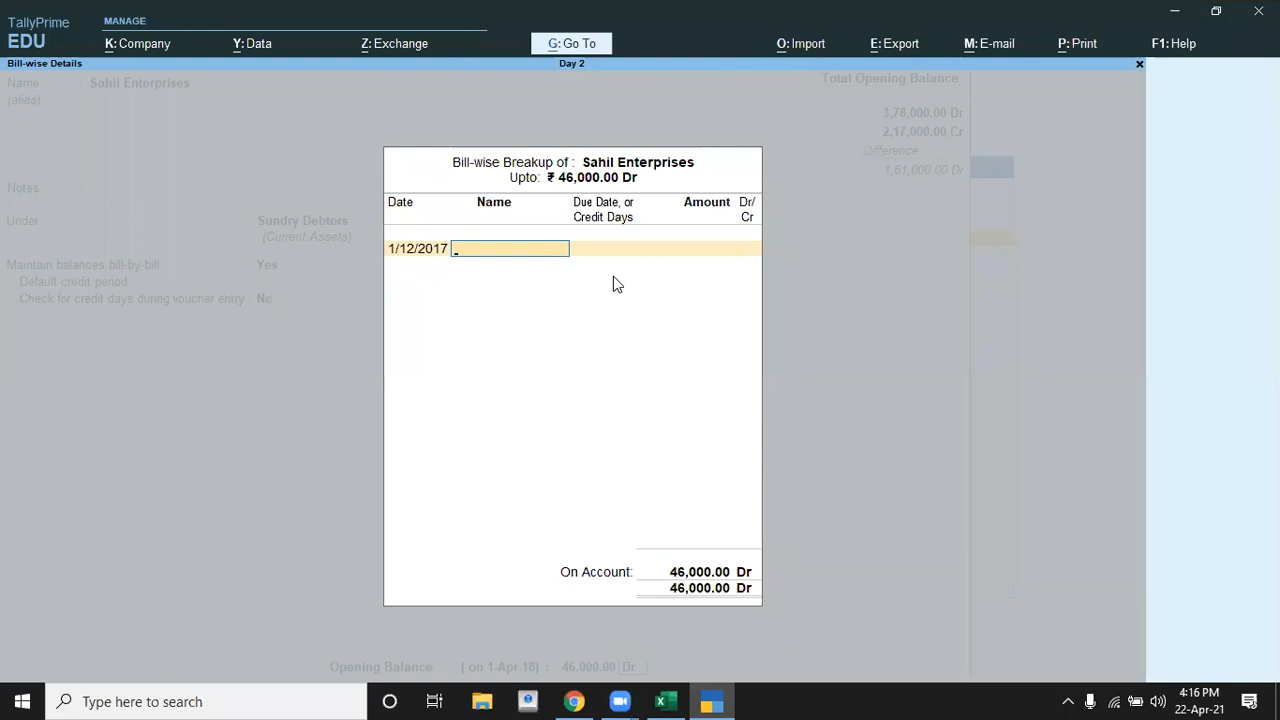 TallyPrime
EDU
MANAGE
K: Company
Y: Data
Z: Exchange
G: Go To
O: Import
E: Export
M: E-mail
P: Print
F1: Help
Bill-wise Details
Day 2
Name : Sahil Enterprises
(alias) :
Total Opening Balance
3,78,000.00 Dr
2,17,000.00 Cr
Difference
1,61,000.00 Dr
Notes :
Under : Sundry Debtors
(Current Assets)
Maintain balances bill-by-bill : Yes
Default credit period :
Check for credit days during voucher entry : No
Bill-wise Breakup of : Sahil Enterprises
Upto: ₹ 46,000.00 Dr
Date Name Due Date, or Amount Dr/
Credit Days Cr
1/12/2017
On Account: 46,000.00 Dr
46,000.00 Dr
Opening Balance ( on 1-Apr-18) : 46,000.00 Dr
Type here to search
4:16 PM
22-Apr-21